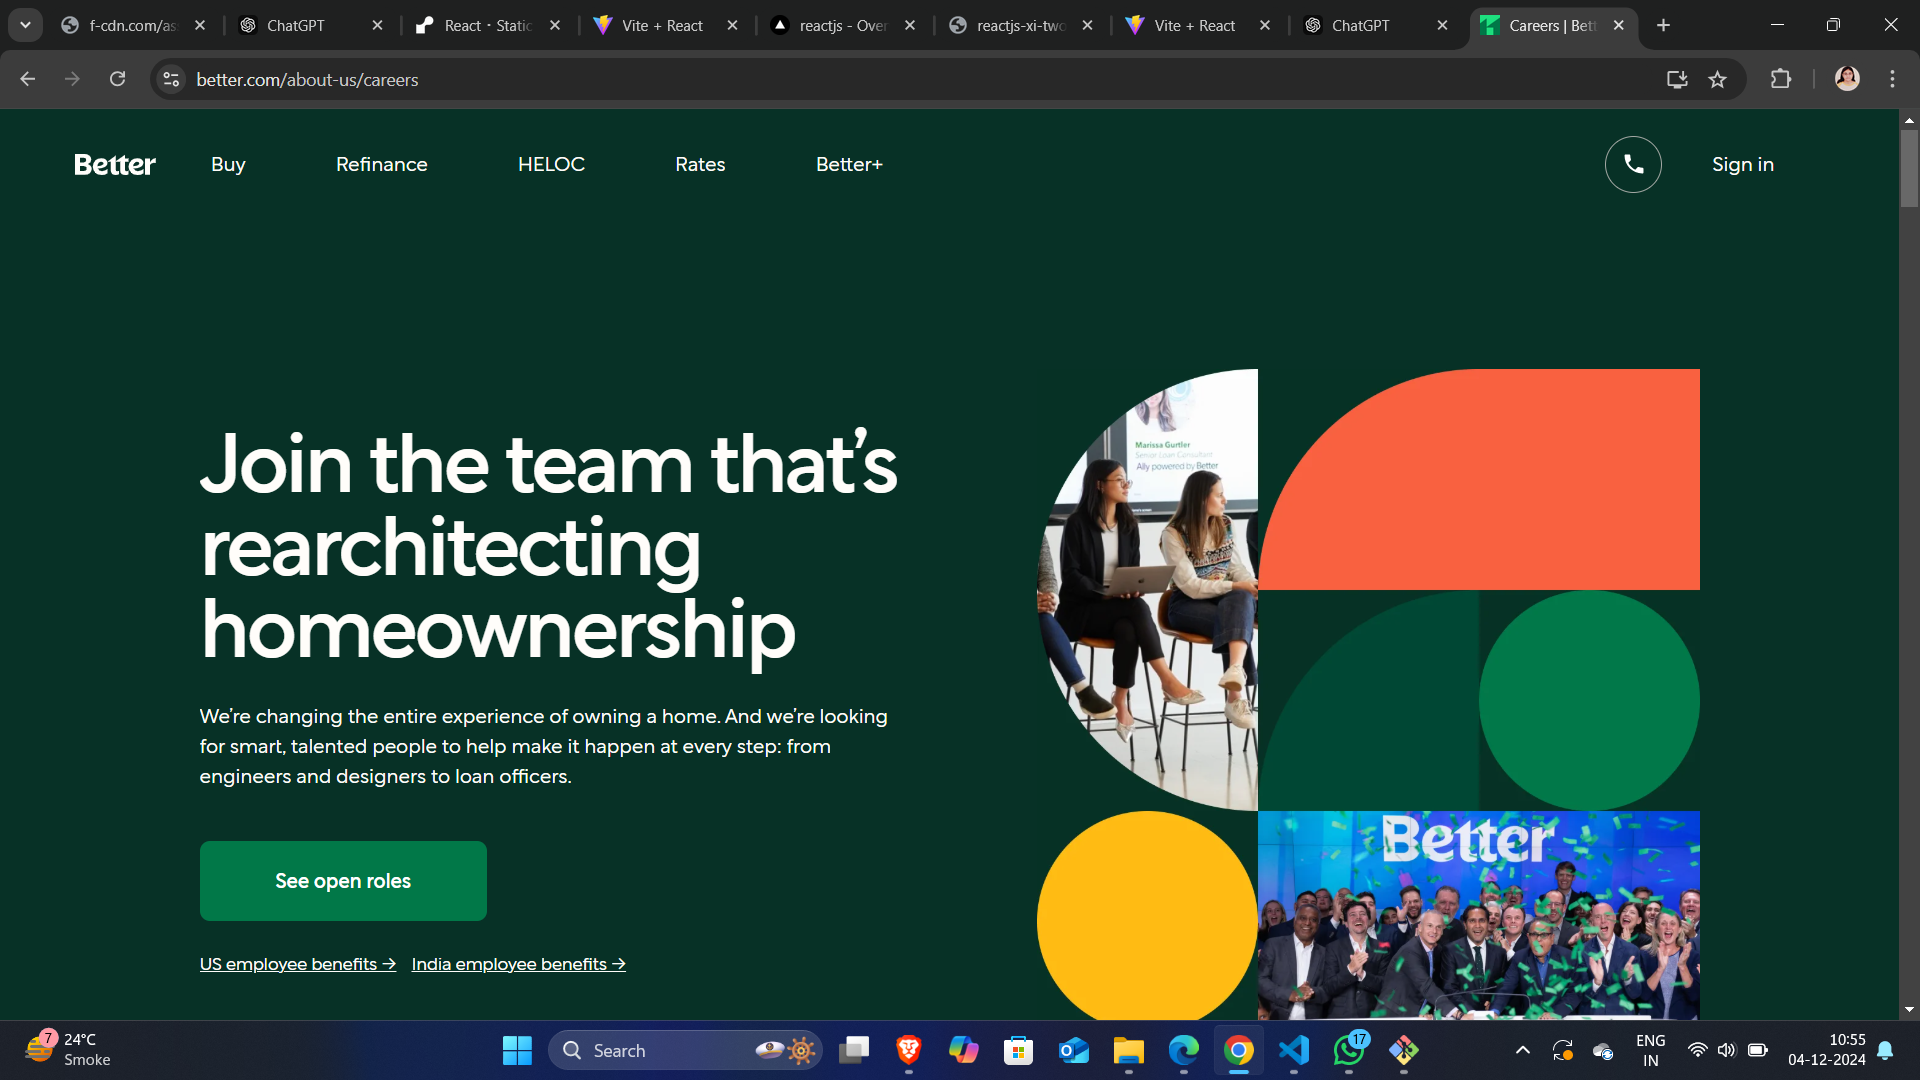 f-cdn.com/as
ChatGPT
React · Static
Vite + React
reactjs - Over
reactjs-xi-two
Vite + React
ChatGPT
Careers | Bett
better.com/about-us/careers
Better
Buy
Refinance
HELOC
Rates
Better+
Sign in
Marissa Gurtler
Senior Loan Consultant
Ally powered by Better
Join the team that’s
rearchitecting
homeownership
We’re changing the entire experience of owning a home. And we’re looking
for smart, talented people to help make it happen at every step: from
engineers and designers to loan officers.
See open roles
US employee benefits →
India employee benefits →
Better
7
24°C
Smoke
Search
17
ENG
IN
10:55
04-12-2024